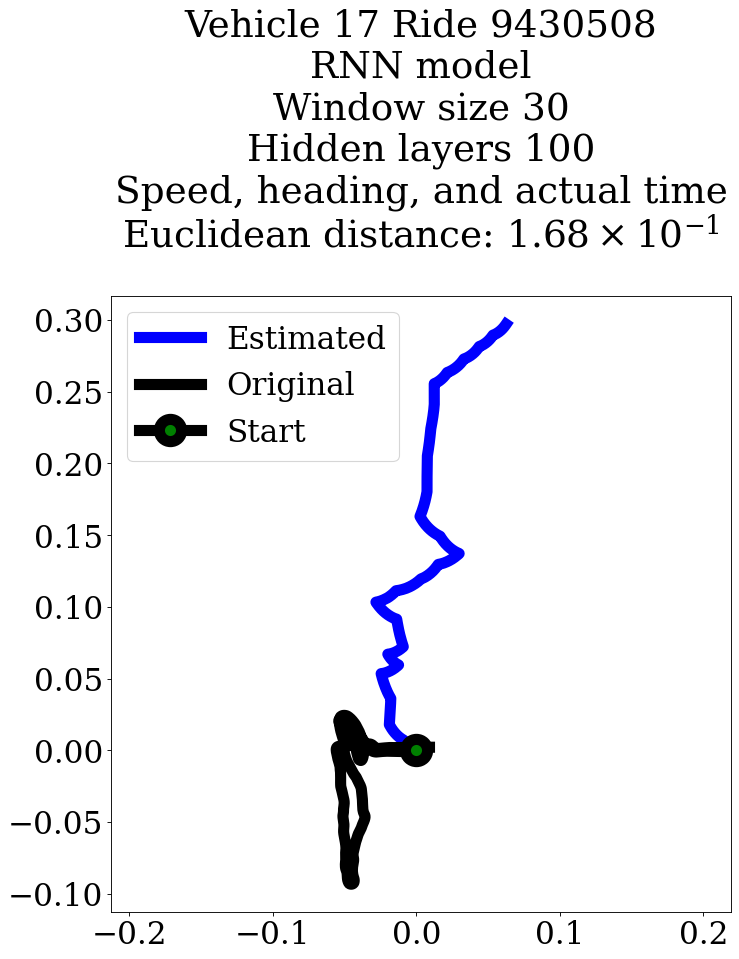 Vehicle 17 Ride 9430508
RNN model
Window size 30
Hidden layers 100
Speed, heading, and actual time
Euclidean distance: 1.68 × 10⁻¹
Estimated
Original
Start
0.30
0.25
0.20
0.15
0.10
0.05
0.00
−0.05
−0.10
−0.2
−0.1
0.0
0.1
0.2